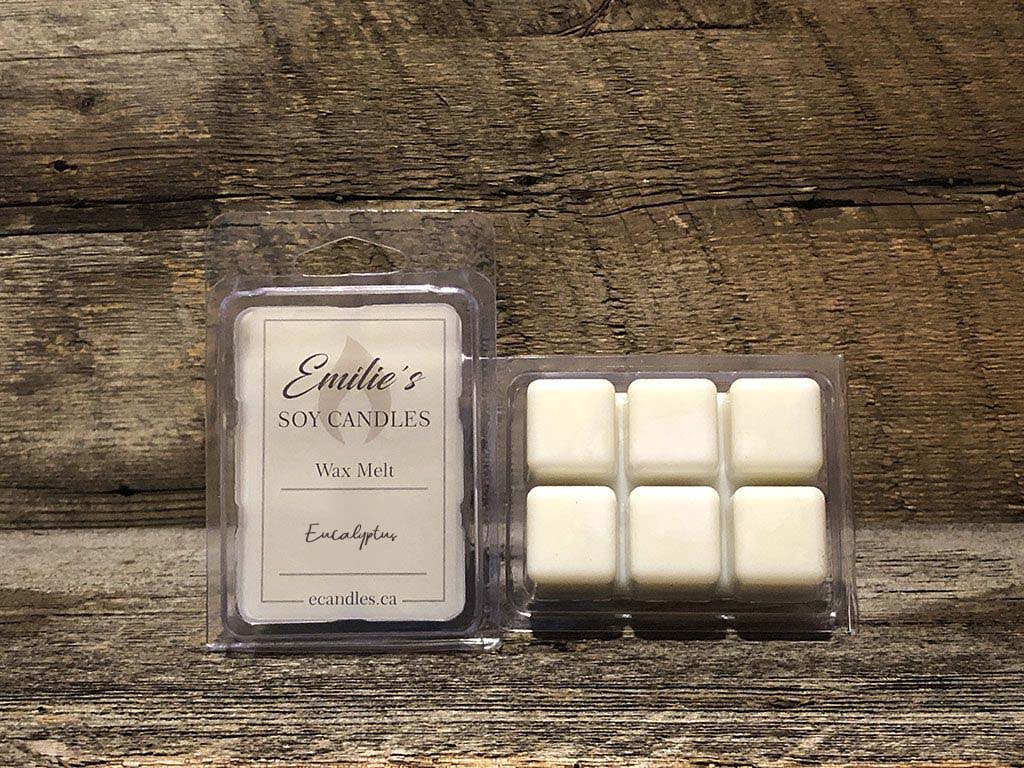 Emilie's
SOY CANDLES
Wax Melt
Eucalyptus
ecandles.ca